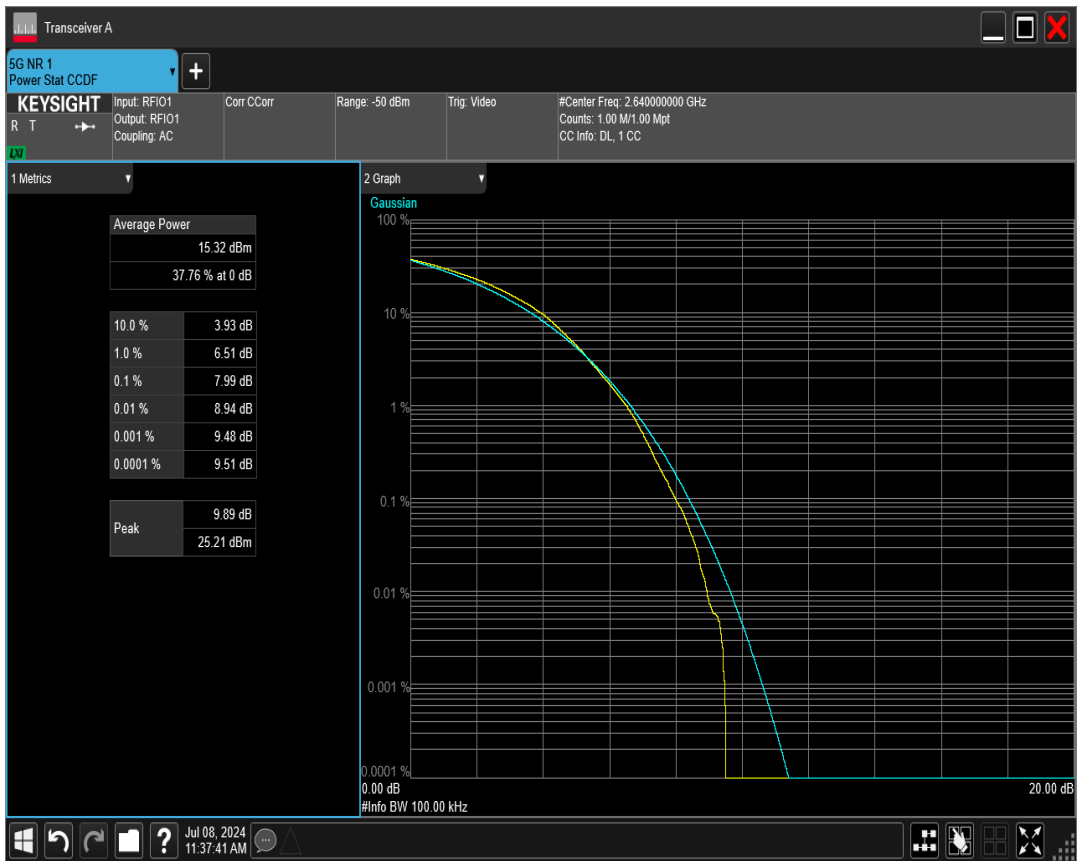 Transceiver A
5G NR 1
Power Stat CCDF
+
KEYSIGHT
R T
LXI
Input: RFIO1
Output: RFIO1
Coupling: AC
Corr CCorr
Range: -50 dBm
Trig: Video
#Center Freq: 2.640000000 GHz
Counts: 1.00 M/1.00 Mpt
CC Info: DL, 1 CC
1 Metrics
Average Power
15.32 dBm
37.76 % at 0 dB
10.0 % 3.93 dB
1.0 % 6.51 dB
0.1 % 7.99 dB
0.01 % 8.94 dB
0.001 % 9.48 dB
0.0001 % 9.51 dB
Peak
9.89 dB
25.21 dBm
2 Graph
Gaussian
100 %
10 %
1 %
0.1 %
0.01 %
0.001 %
0.0001 %
0.00 dB 20.00 dB
#Info BW 100.00 kHz
?
Jul 08, 2024
11:37:41 AM